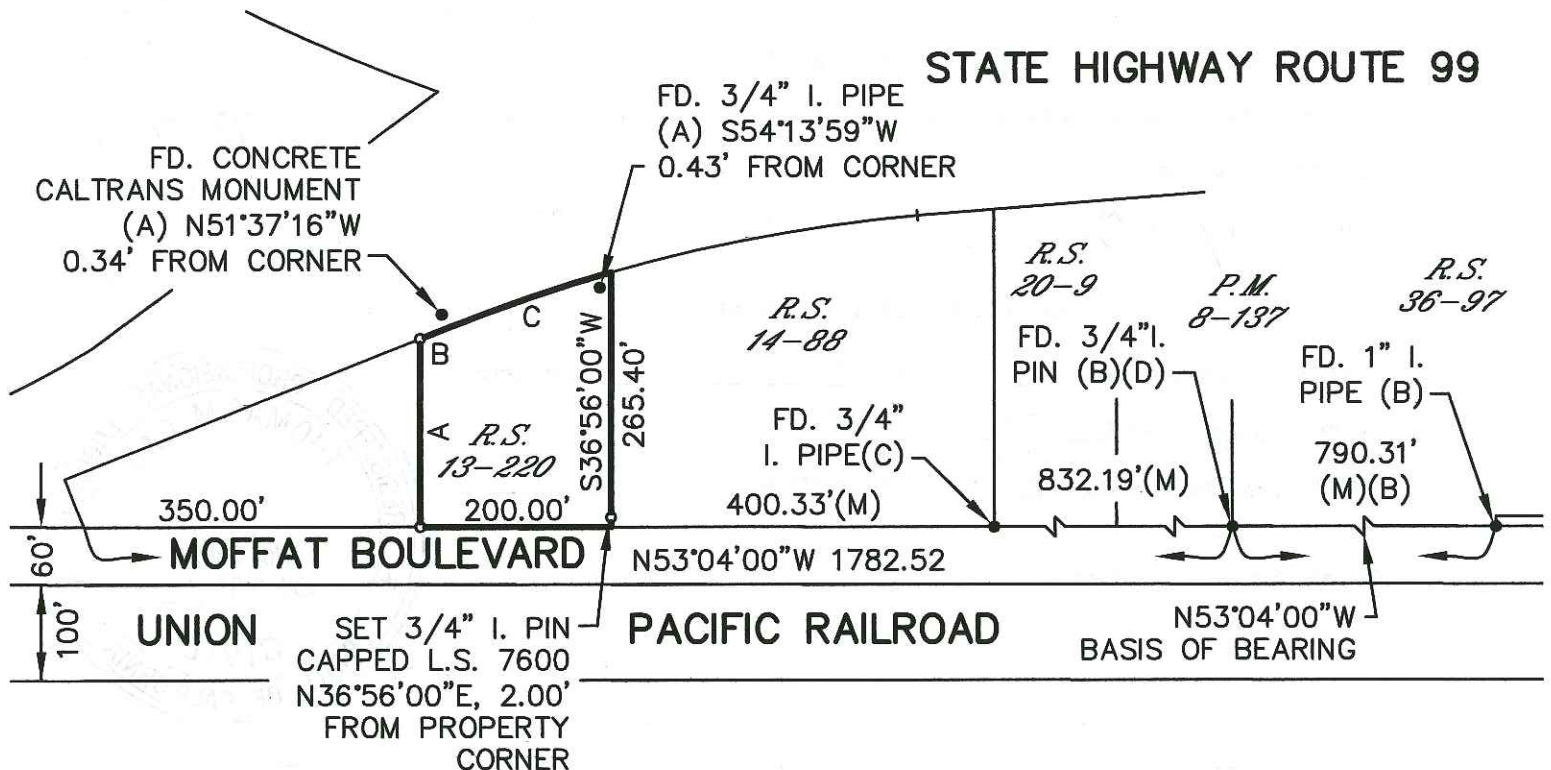 STATE HIGHWAY ROUTE 99
FD. 3/4" I. PIPE
(A) S54°13'59"W
0.43' FROM CORNER
FD. CONCRETE
CALTRANS MONUMENT
(A) N51°37'16"W
0.34' FROM CORNER
C
B
A
R.S.
13-220
S36°56'00"W
265.40'
R.S.
14-88
R.S.
20-9
P.M.
8-137
R.S.
36-97
FD. 3/4"I.
PIN (B)(D)
FD. 1" I.
PIPE (B)
FD. 3/4"
I. PIPE(C)
350.00'
200.00'
400.33'(M)
832.19'(M)
790.31'
(M)(B)
60'
MOFFAT BOULEVARD
N53°04'00"W 1782.52
100'
UNION PACIFIC RAILROAD
SET 3/4" I. PIN
CAPPED L.S. 7600
N36°56'00"E, 2.00'
FROM PROPERTY
CORNER
N53°04'00"W
BASIS OF BEARING